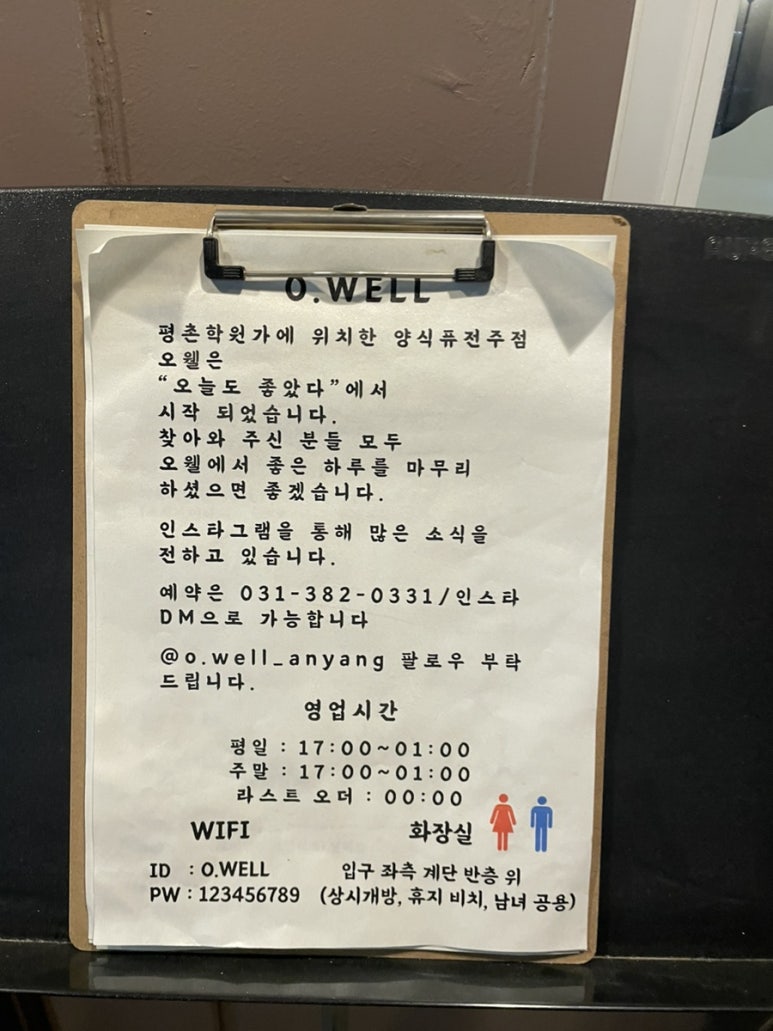 O.WELL
평촌학원가에 위치한 양식퓨전주점
오웰은
“오늘도 좋았다”에서
시작 되었습니다.
찾아와 주신 분들 모두
오웰에서 좋은 하루를 마무리
하셨으면 좋겠습니다.
인스타그램을 통해 많은 소식을
전하고 있습니다.
예약은 031-382-0331/인스타
DM으로 가능합니다
@o.well_anyang 팔로우 부탁
드립니다.
영업시간
평일 : 17:00~01:00
주말 : 17:00~01:00
라스트 오더 : 00:00
WIFI 화장실
ID : O.WELL 입구 좌측 계단 반층 위
PW : 123456789 (상시개방, 휴지 비치, 남녀 공용)